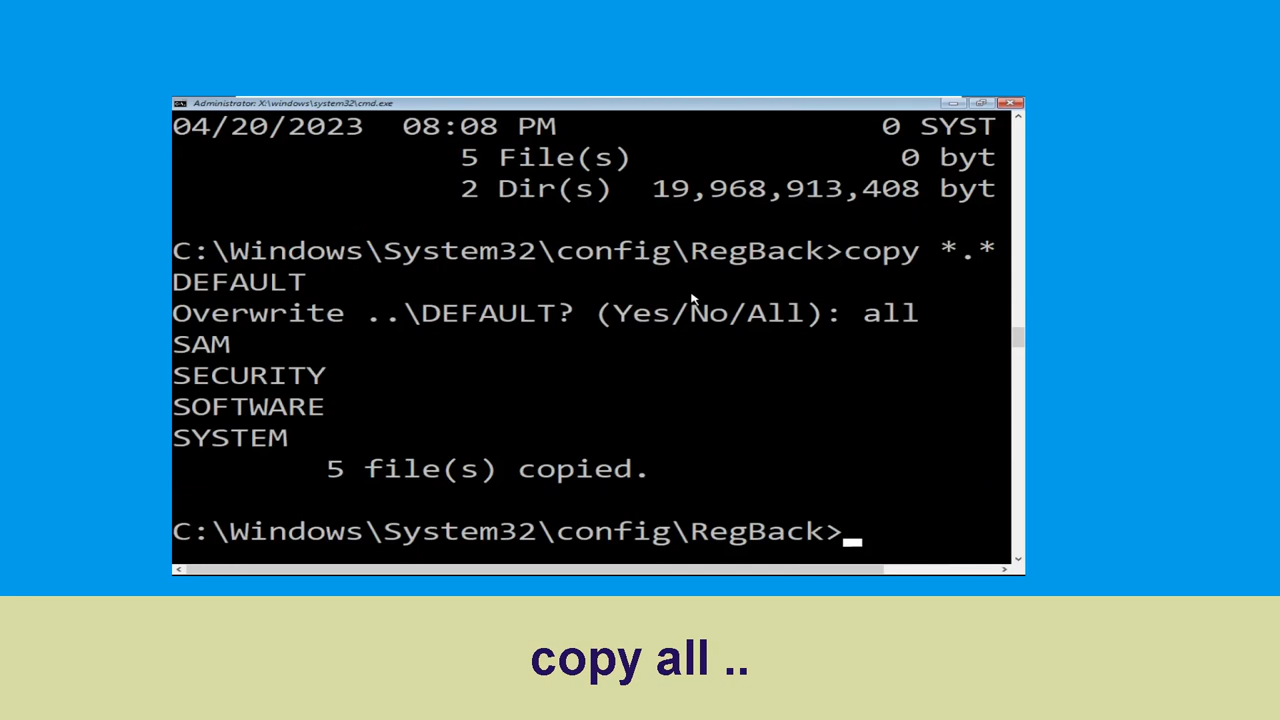 Administrator: X:\windows\system32\cmd.exe
04/20/2023 08:08 PM 0 SYST
5 File(s) 0 byt
2 Dir(s) 19,968,913,408 byt
C:\Windows\System32\config\RegBack>copy *.*
DEFAULT
Overwrite ..\DEFAULT? (Yes/No/All): all
SAM
SECURITY
SOFTWARE
SYSTEM
5 file(s) copied.
C:\Windows\System32\config\RegBack>
copy all ..